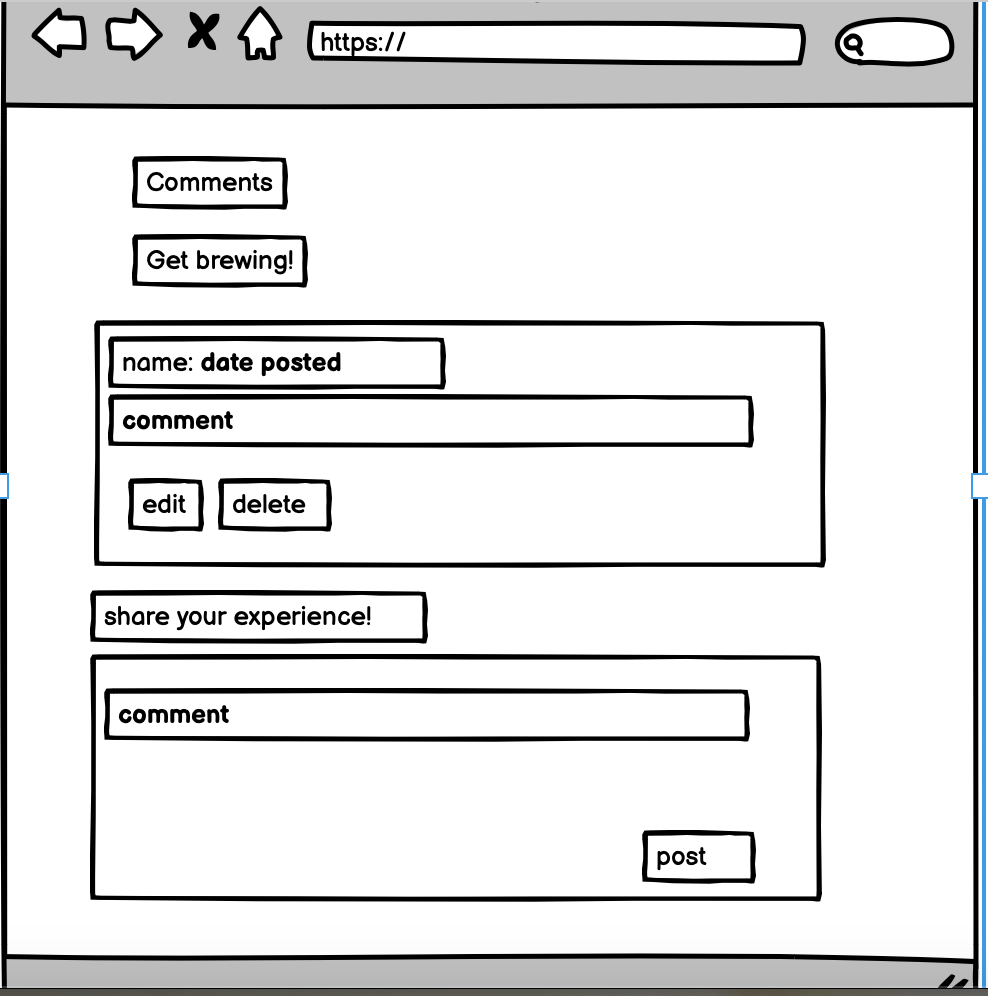 https://
Comments
Get brewing!
name: date posted
comment
edit delete
share your experience!
comment
post